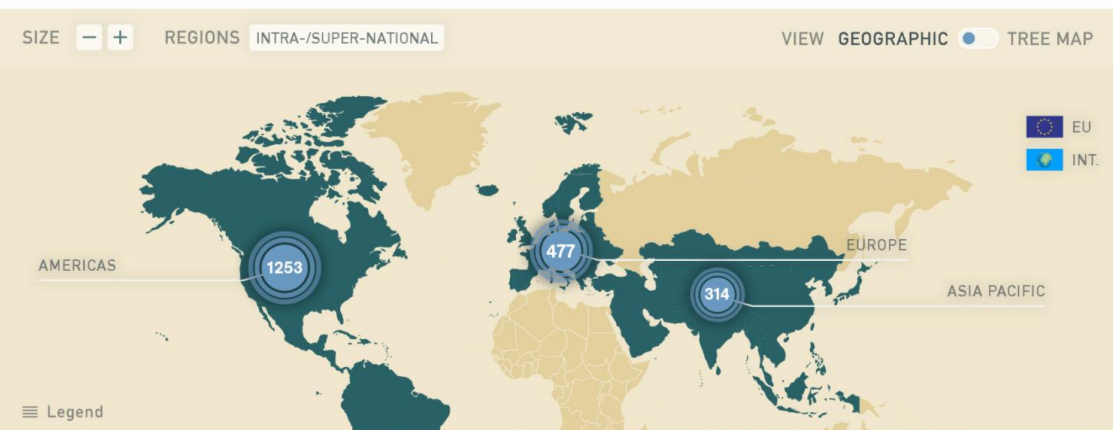 SIZE − + REGIONS INTRA-/SUPER-NATIONAL VIEW GEOGRAPHIC TREE MAP
EU
INT.
AMERICAS
1253
477
EUROPE
314
ASIA PACIFIC
Legend